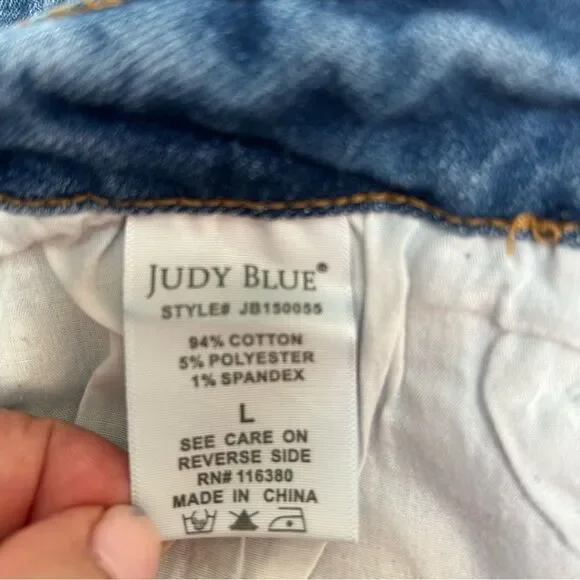 JUDY BLUE®
STYLE# JB150055
94% COTTON
5% POLYESTER
1% SPANDEX
L
SEE CARE ON
REVERSE SIDE
RN# 116380
MADE IN CHINA